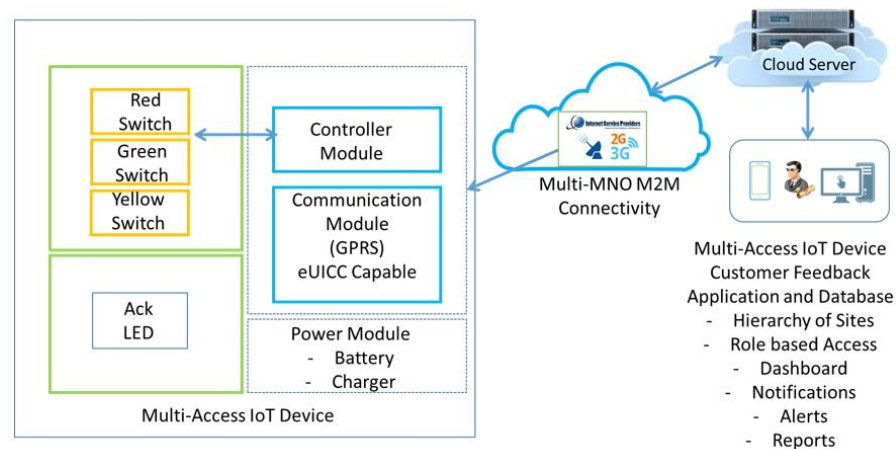 Red
Switch
Green
Switch
Yellow
Switch
Ack
LED
Controller
Module
Communication
Module
(GPRS)
eUICC Capable
Power Module
- Battery
- Charger
Multi-Access IoT Device
Internet Service Providers
2G
3G
Multi-MNO M2M
Connectivity
Cloud Server
Multi-Access IoT Device
Customer Feedback
Application and Database
- Hierarchy of Sites
- Role based Access
- Dashboard
- Notifications
- Alerts
- Reports